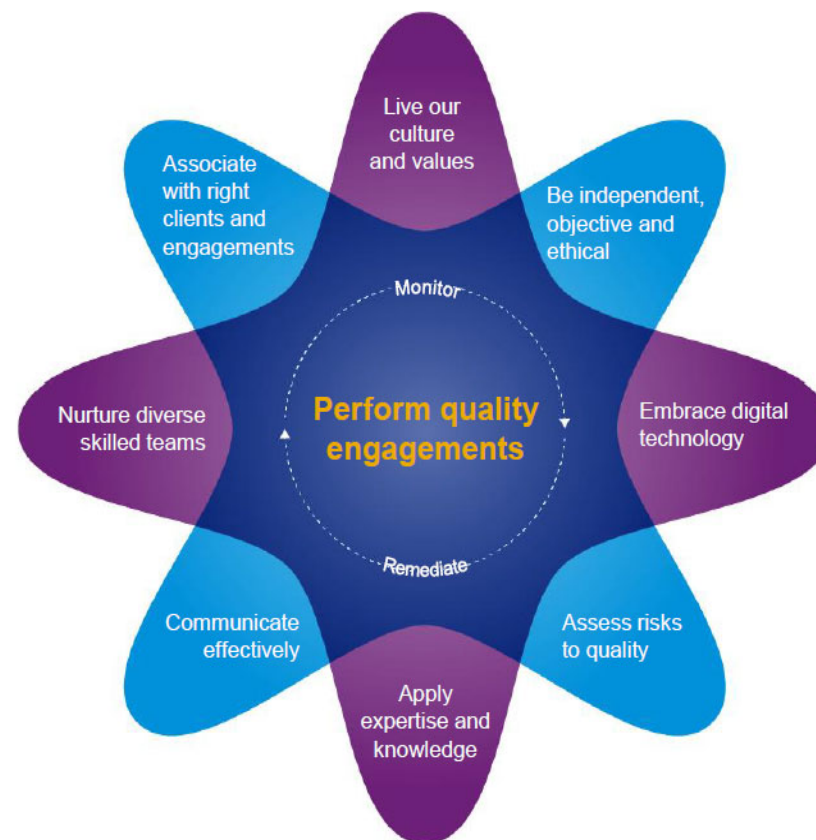 Live our
culture
and values
Associate
with right
clients and
engagements
Be independent,
objective and
ethical
Monitor
Perform quality
engagements
Nurture diverse
skilled teams
Embrace digital
technology
Remediate
Communicate
effectively
Assess risks
to quality
Apply
expertise and
knowledge